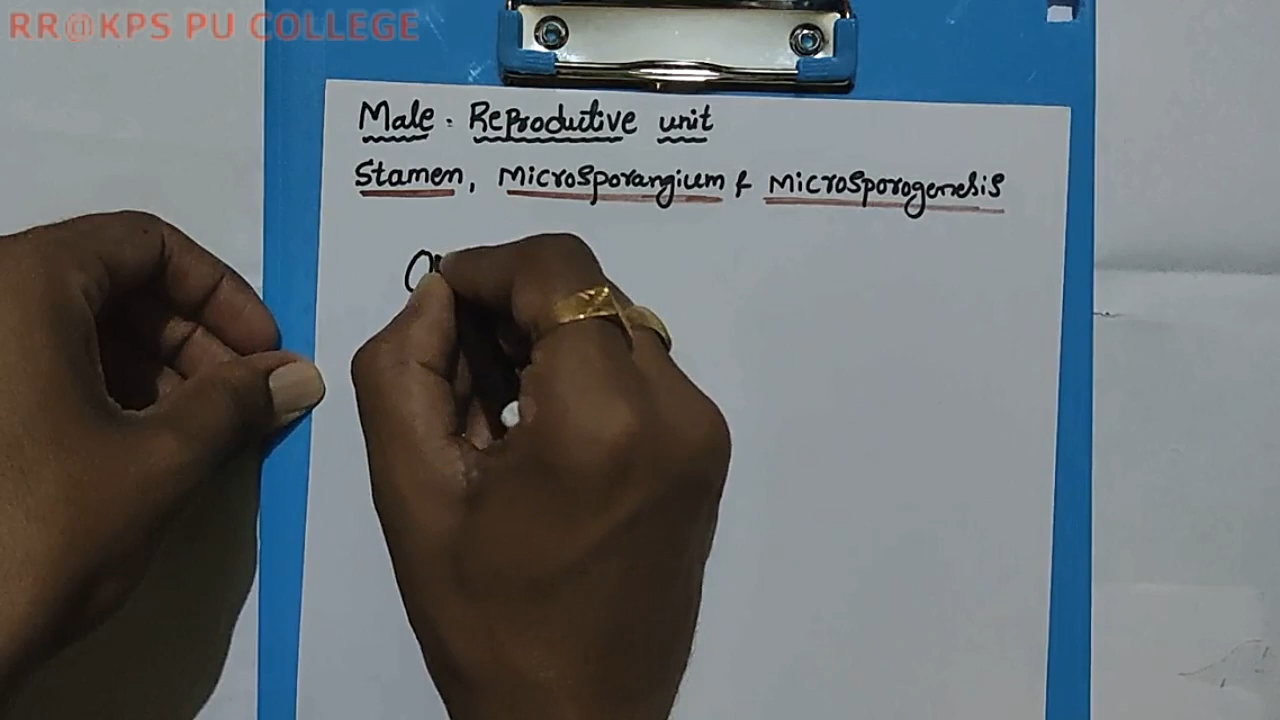 RR@KPS PU COLLEGE
Male. Reproductive unit
Stamen, Microsporangium & Microsporogenesis